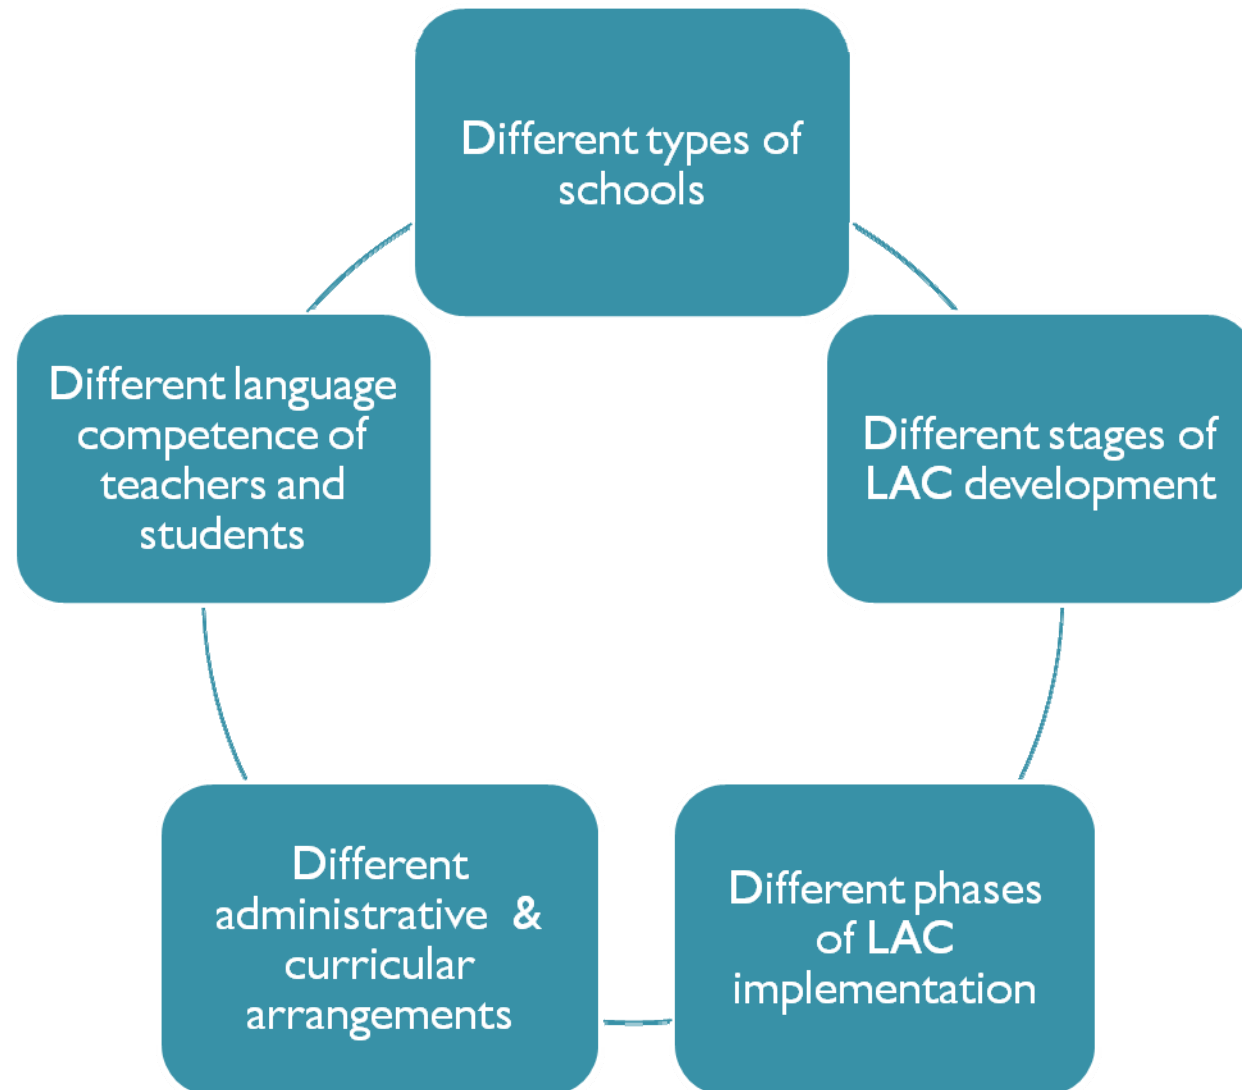 Different types of
schools
Different language
competence of
teachers and
students
Different stages of
LAC development
Different
administrative & 
curricular
arrangements
Different phases
of LAC
implementation